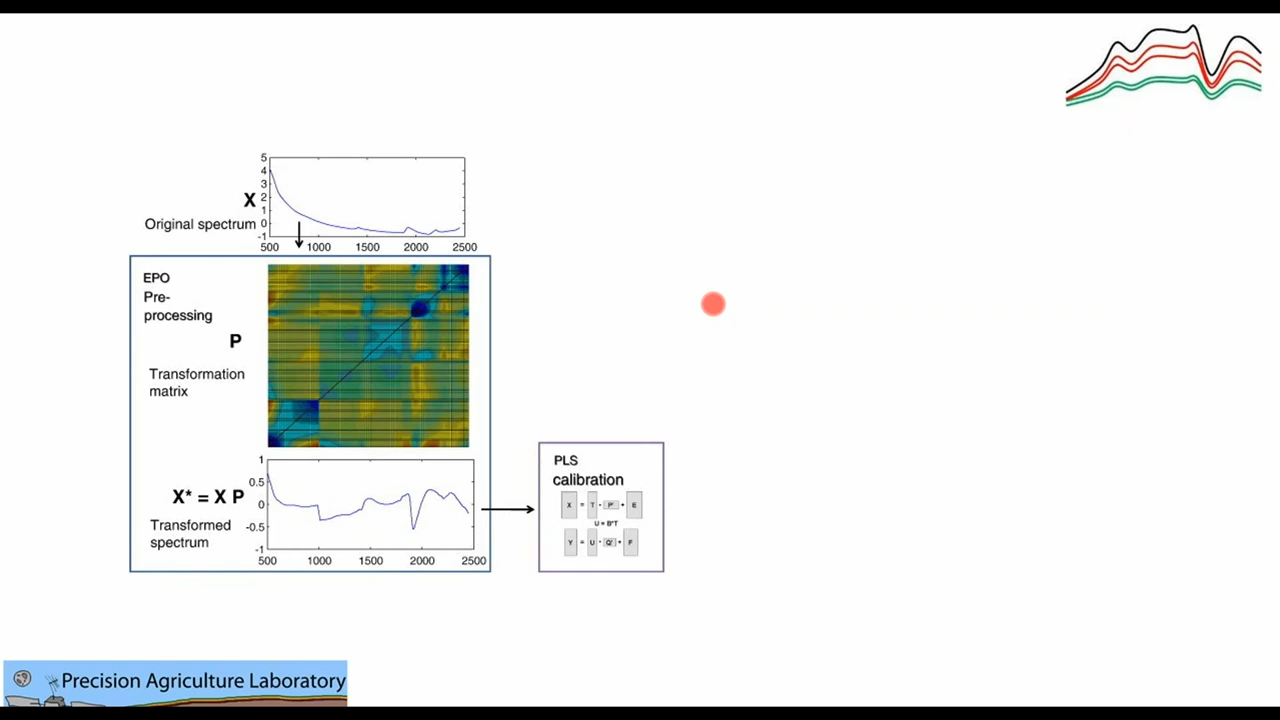 5
4
3
2
1
0
-1
X
Original spectrum
500 1000 1500 2000 2500
EPO
Pre-
processing
P
Transformation
matrix
1
0.5
0
-0.5
-1
X* = X P
Transformed
spectrum
500 1000 1500 2000 2500
PLS
calibration
X = T * P' + E
U = B*T
Y = U * Q' + F
Precision Agriculture Laboratory